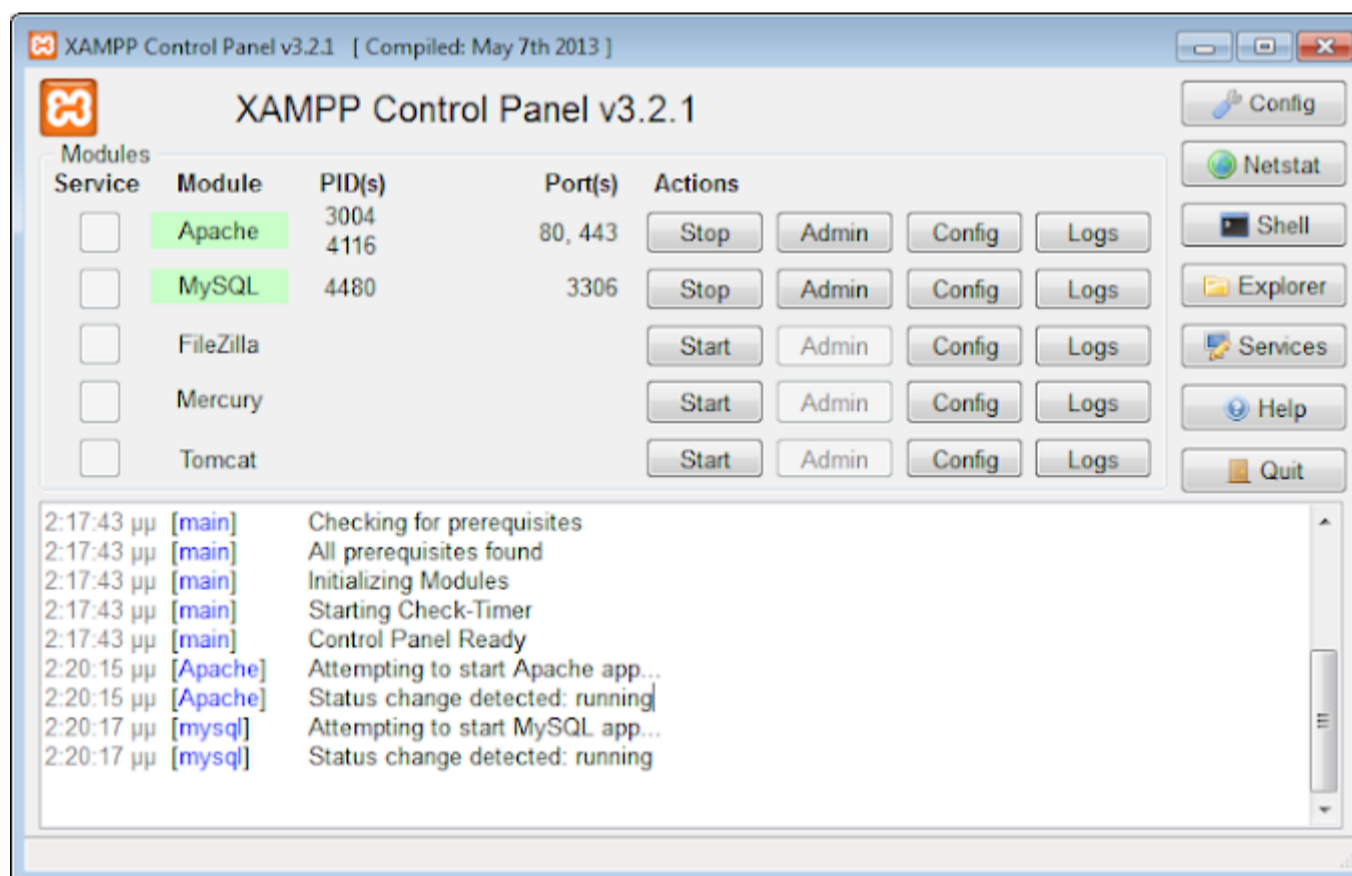 XAMPP Control Panel v3.2.1 [ Compiled: May 7th 2013 ]
XAMPP Control Panel v3.2.1
Config
Modules
Netstat
Service Module PID(s) Port(s) Actions
Apache 3004 4116 80, 443 Stop Admin Config Logs
Shell
MySQL 4480 3306 Stop Admin Config Logs
Explorer
FileZilla Start Admin Config Logs
Services
Mercury Start Admin Config Logs
Help
Tomcat Start Admin Config Logs
Quit
2:17:43 μμ [main] Checking for prerequisites
2:17:43 μμ [main] All prerequisites found
2:17:43 μμ [main] Initializing Modules
2:17:43 μμ [main] Starting Check-Timer
2:17:43 μμ [main] Control Panel Ready
2:20:15 μμ [Apache] Attempting to start Apache app...
2:20:15 μμ [Apache] Status change detected: running
2:20:17 μμ [mysql] Attempting to start MySQL app...
2:20:17 μμ [mysql] Status change detected: running